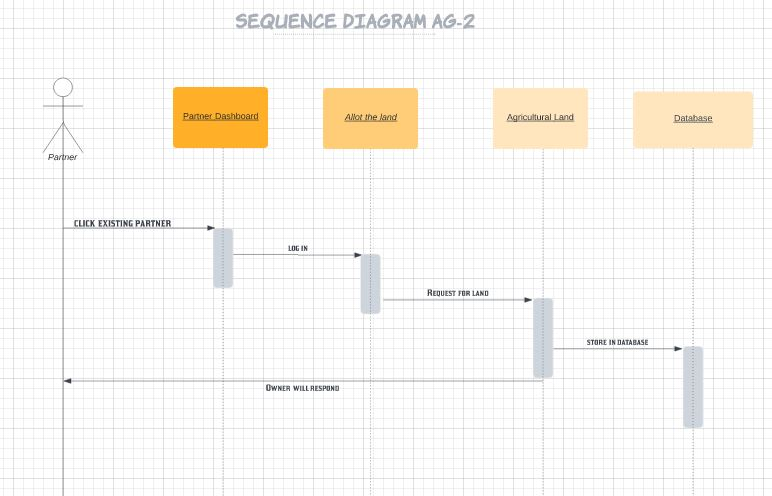 SEQUENCE DIAGRAM AG-2
Partner Dashboard
Allot the land
Agricultural Land
Database
Partner
CLICK EXISTING PARTNER
LOG IN
REQUEST FOR LAND
STORE IN DATABASE
OWNER WILL RESPOND